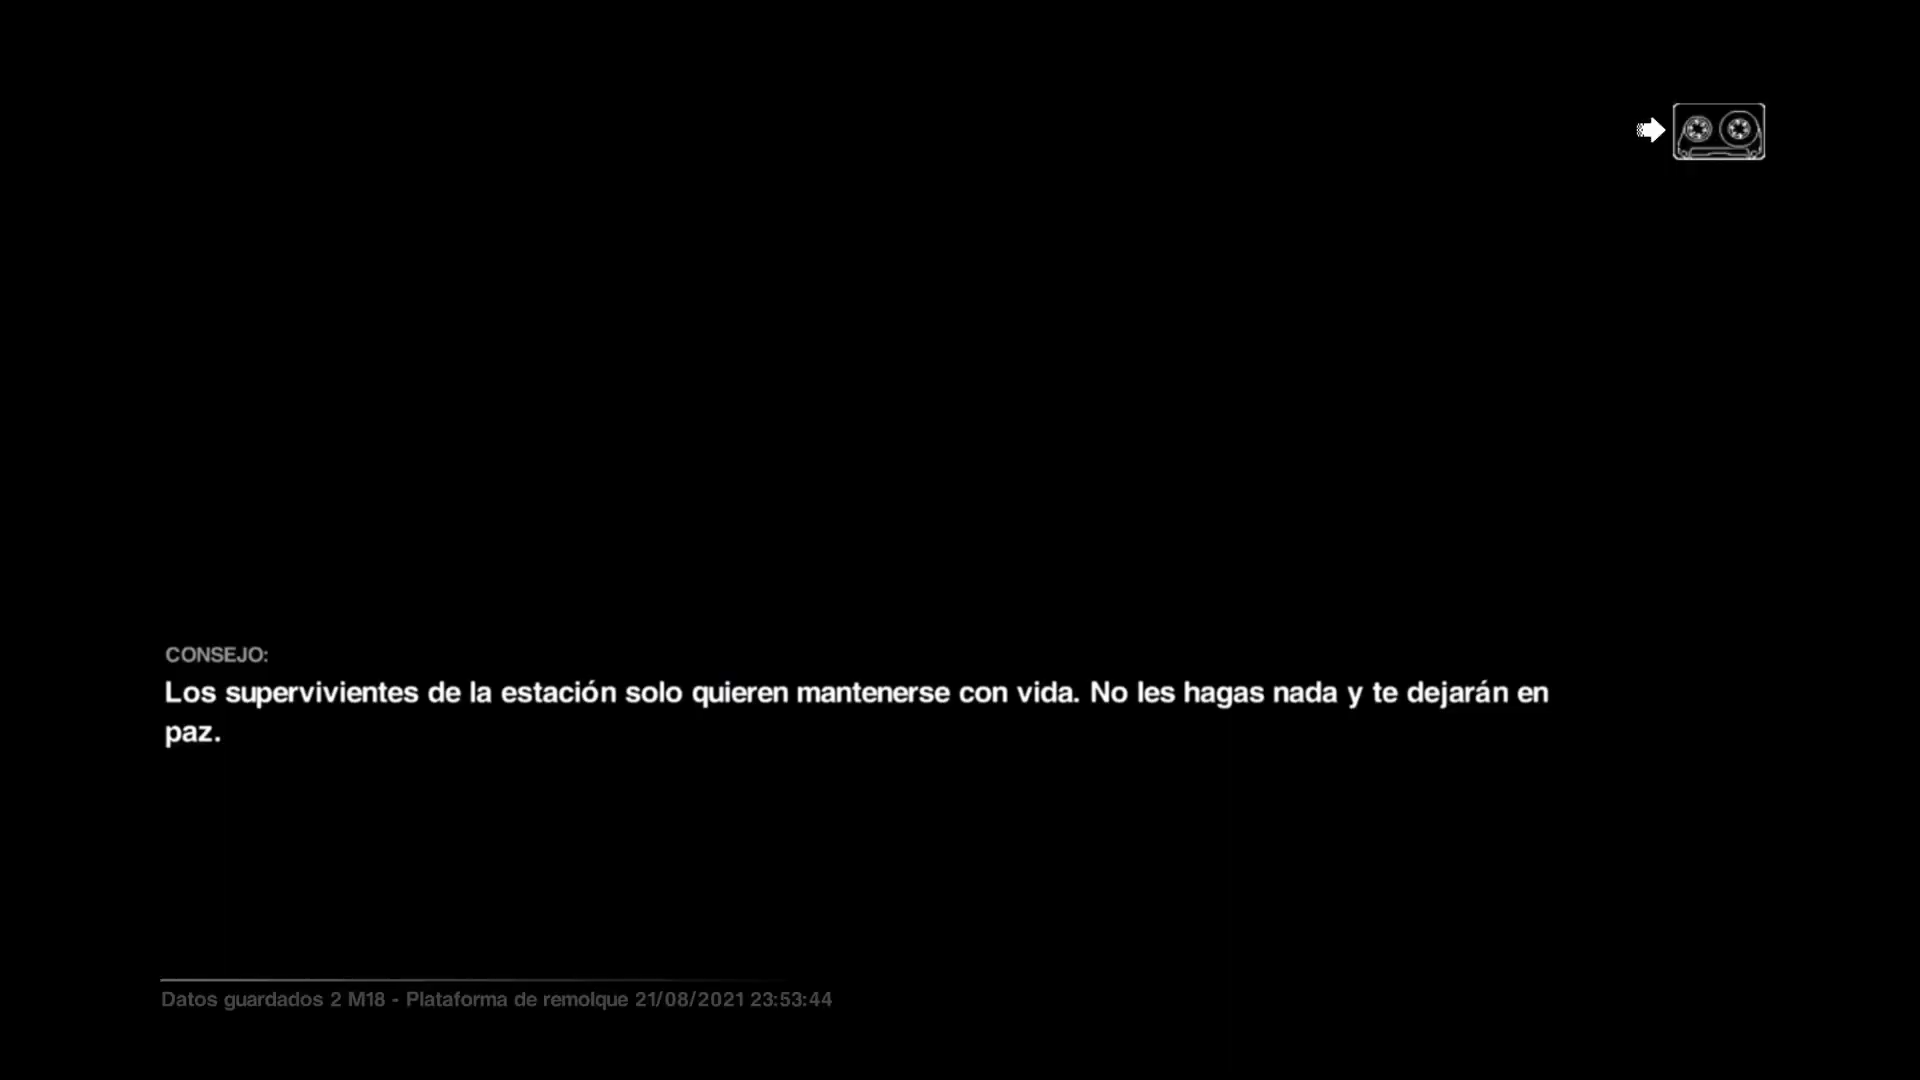 CONSEJO:
Los supervivientes de la estación solo quieren mantenerse con vida. No les hagas nada y te dejarán en
paz.
Datos guardados 2 M18 - Plataforma de remolque 21/08/2021 23:53:44